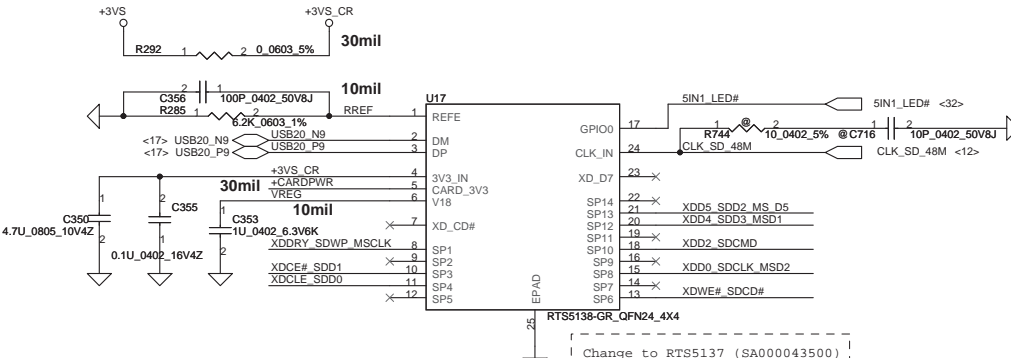 +3VS +3VS_CR
R292 1 2 0_0603_5% 30mil
2 1 10mil
C356 100P_0402_50V8J
R285 1 2 RREF
6.2K_0603_1%
<17> USB20_N9 USB20_N9
<17> USB20_P9 USB20_P9
+3VS_CR
30mil +CARDPWR
VREG
10mil
1 1 1
C350 C355 C353
4.7U_0805_10V4Z 1U_0402_6.3V6K
2 1 2
0.1U_0402_16V4Z
XDDRY_SDWP_MSCLK
XDCE#_SDD1
XDCLE_SDD0
U17
1 REFE
2 DM
3 DP
4 3V3_IN
5 CARD_3V3
6 V18
7 XD_CD#
8 SP1
9 SP2
10 SP3
11 SP4
12 SP5
EPAD
25
GPIO0 17
CLK_IN 24
XD_D7 23
SP14 22
SP13 21
SP12 20
SP11 19
SP10 18
SP9 16
SP8 15
SP7 14
SP6 13
RTS5138-GR_QFN24_4X4
5IN1_LED# 5IN1_LED# <32>
1 @ 2 1 2
R744 10_0402_5% @C716 10P_0402_50V8J
CLK_SD_48M CLK_SD_48M <12>
XDD5_SDD2_MS_D5
XDD4_SDD3_MSD1
XDD2_SDCMD
XDD0_SDCLK_MSD2
XDWE#_SDCD#
Change to RTS5137 (SA000043500)